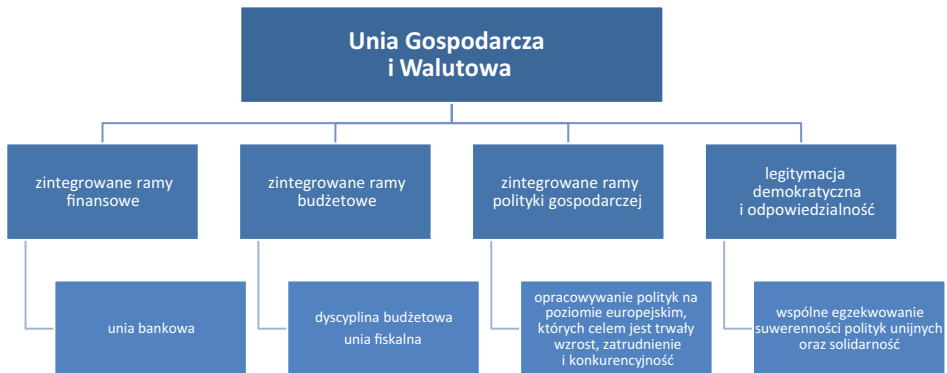 Unia Gospodarcza
i Walutowa
zintegrowane ramy
finansowe
zintegrowane ramy
budżetowe
zintegrowane ramy
polityki gospodarczej
legitymacja
demokratyczna
i odpowiedzialność
unia bankowa
dyscyplina budżetowa
unia fiskalna
opracowywanie polityk na
poziomie europejskim,
których celem jest trwały
wzrost, zatrudnienie
i konkurencyjność
wspólne egzekwowanie
suwerenności polityk unijnych
oraz solidarność